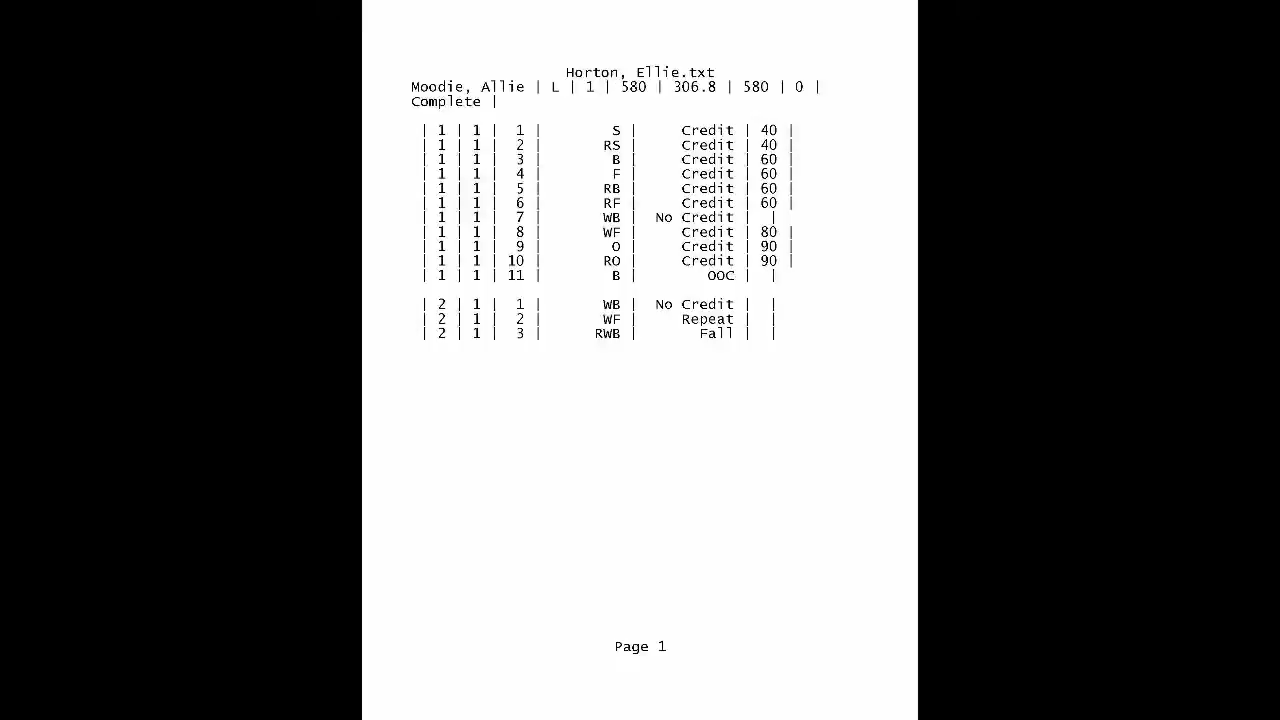 Horton, Ellie.txt
Moodie, Allie | L | 1 | 580 | 306.8 | 580 | 0 |
Complete |
| 1 | 1 | 1 | S | Credit | 40 |
| 1 | 1 | 2 | RS | Credit | 40 |
| 1 | 1 | 3 | B | Credit | 60 |
| 1 | 1 | 4 | F | Credit | 60 |
| 1 | 1 | 5 | RB | Credit | 60 |
| 1 | 1 | 6 | RF | Credit | 60 |
| 1 | 1 | 7 | WB | No Credit | |
| 1 | 1 | 8 | WF | Credit | 80 |
| 1 | 1 | 9 | O | Credit | 90 |
| 1 | 1 | 10 | RO | Credit | 90 |
| 1 | 1 | 11 | B | OOC | |
| 2 | 1 | 1 | WB | No Credit | |
| 2 | 1 | 2 | WF | Repeat | |
| 2 | 1 | 3 | RWB | Fall | |
Page 1